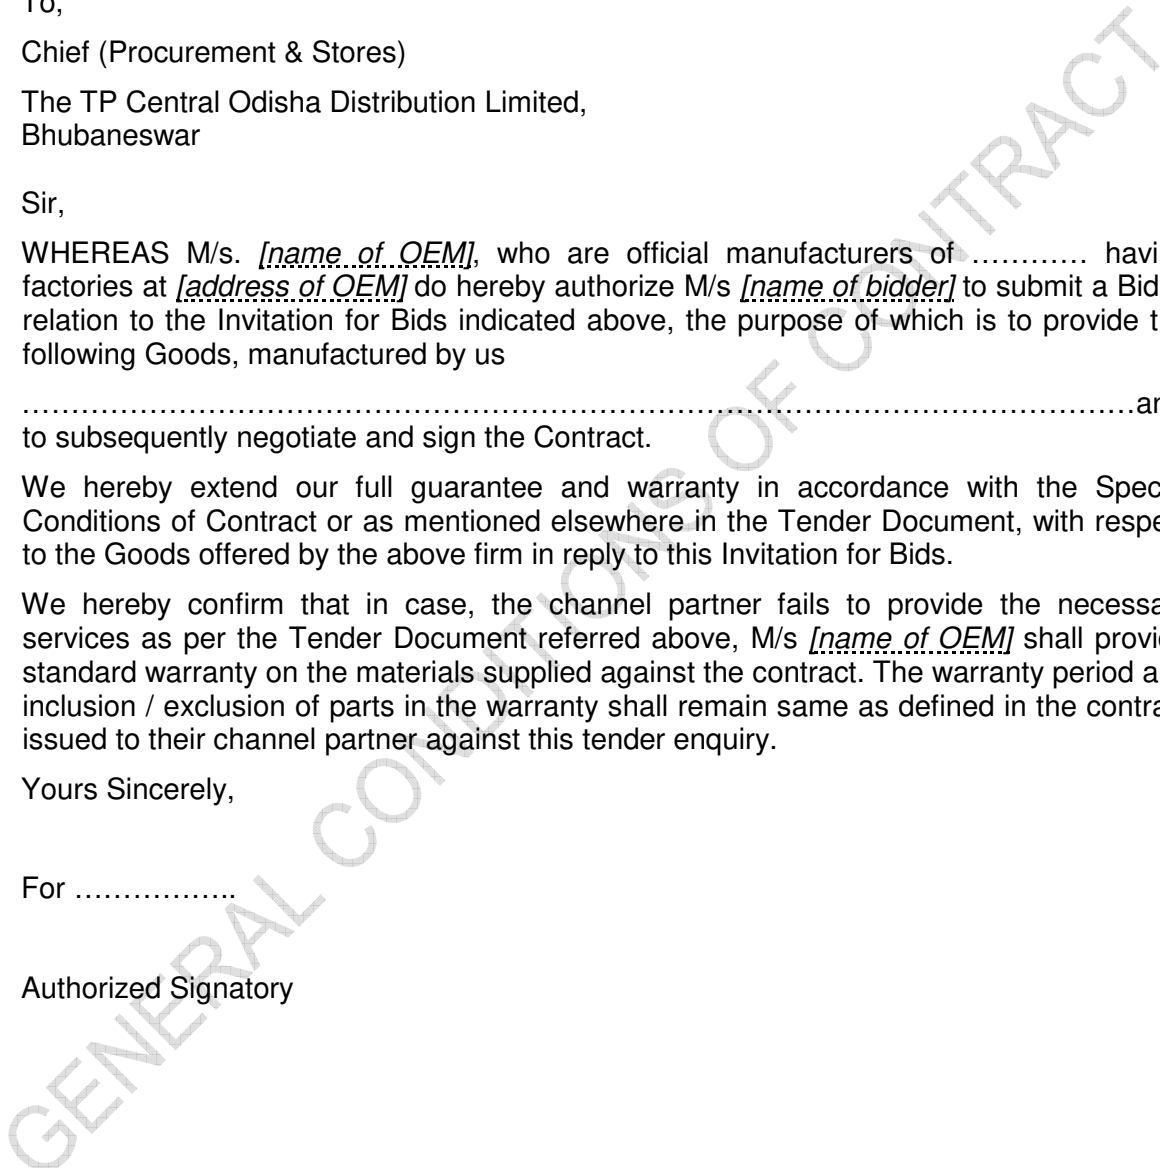 To,
Chief (Procurement & Stores)
The TP Central Odisha Distribution Limited,
Bhubaneswar
Sir,
WHEREAS M/s. [name of OEM], who are official manufacturers of ………… havi
factories at [address of OEM] do hereby authorize M/s [name of bidder] to submit a Bid
relation to the Invitation for Bids indicated above, the purpose of which is to provide t
following Goods, manufactured by us
……………………………………………………………………………………………………an
to subsequently negotiate and sign the Contract.
We hereby extend our full guarantee and warranty in accordance with the Spec
Conditions of Contract or as mentioned elsewhere in the Tender Document, with respe
to the Goods offered by the above firm in reply to this Invitation for Bids.
We hereby confirm that in case, the channel partner fails to provide the necessa
services as per the Tender Document referred above, M/s [name of OEM] shall provid
standard warranty on the materials supplied against the contract. The warranty period a
inclusion / exclusion of parts in the warranty shall remain same as defined in the contra
issued to their channel partner against this tender enquiry.
Yours Sincerely,
For ……………..
Authorized Signatory
GENERAL CONDITIONS OF CONTRACT